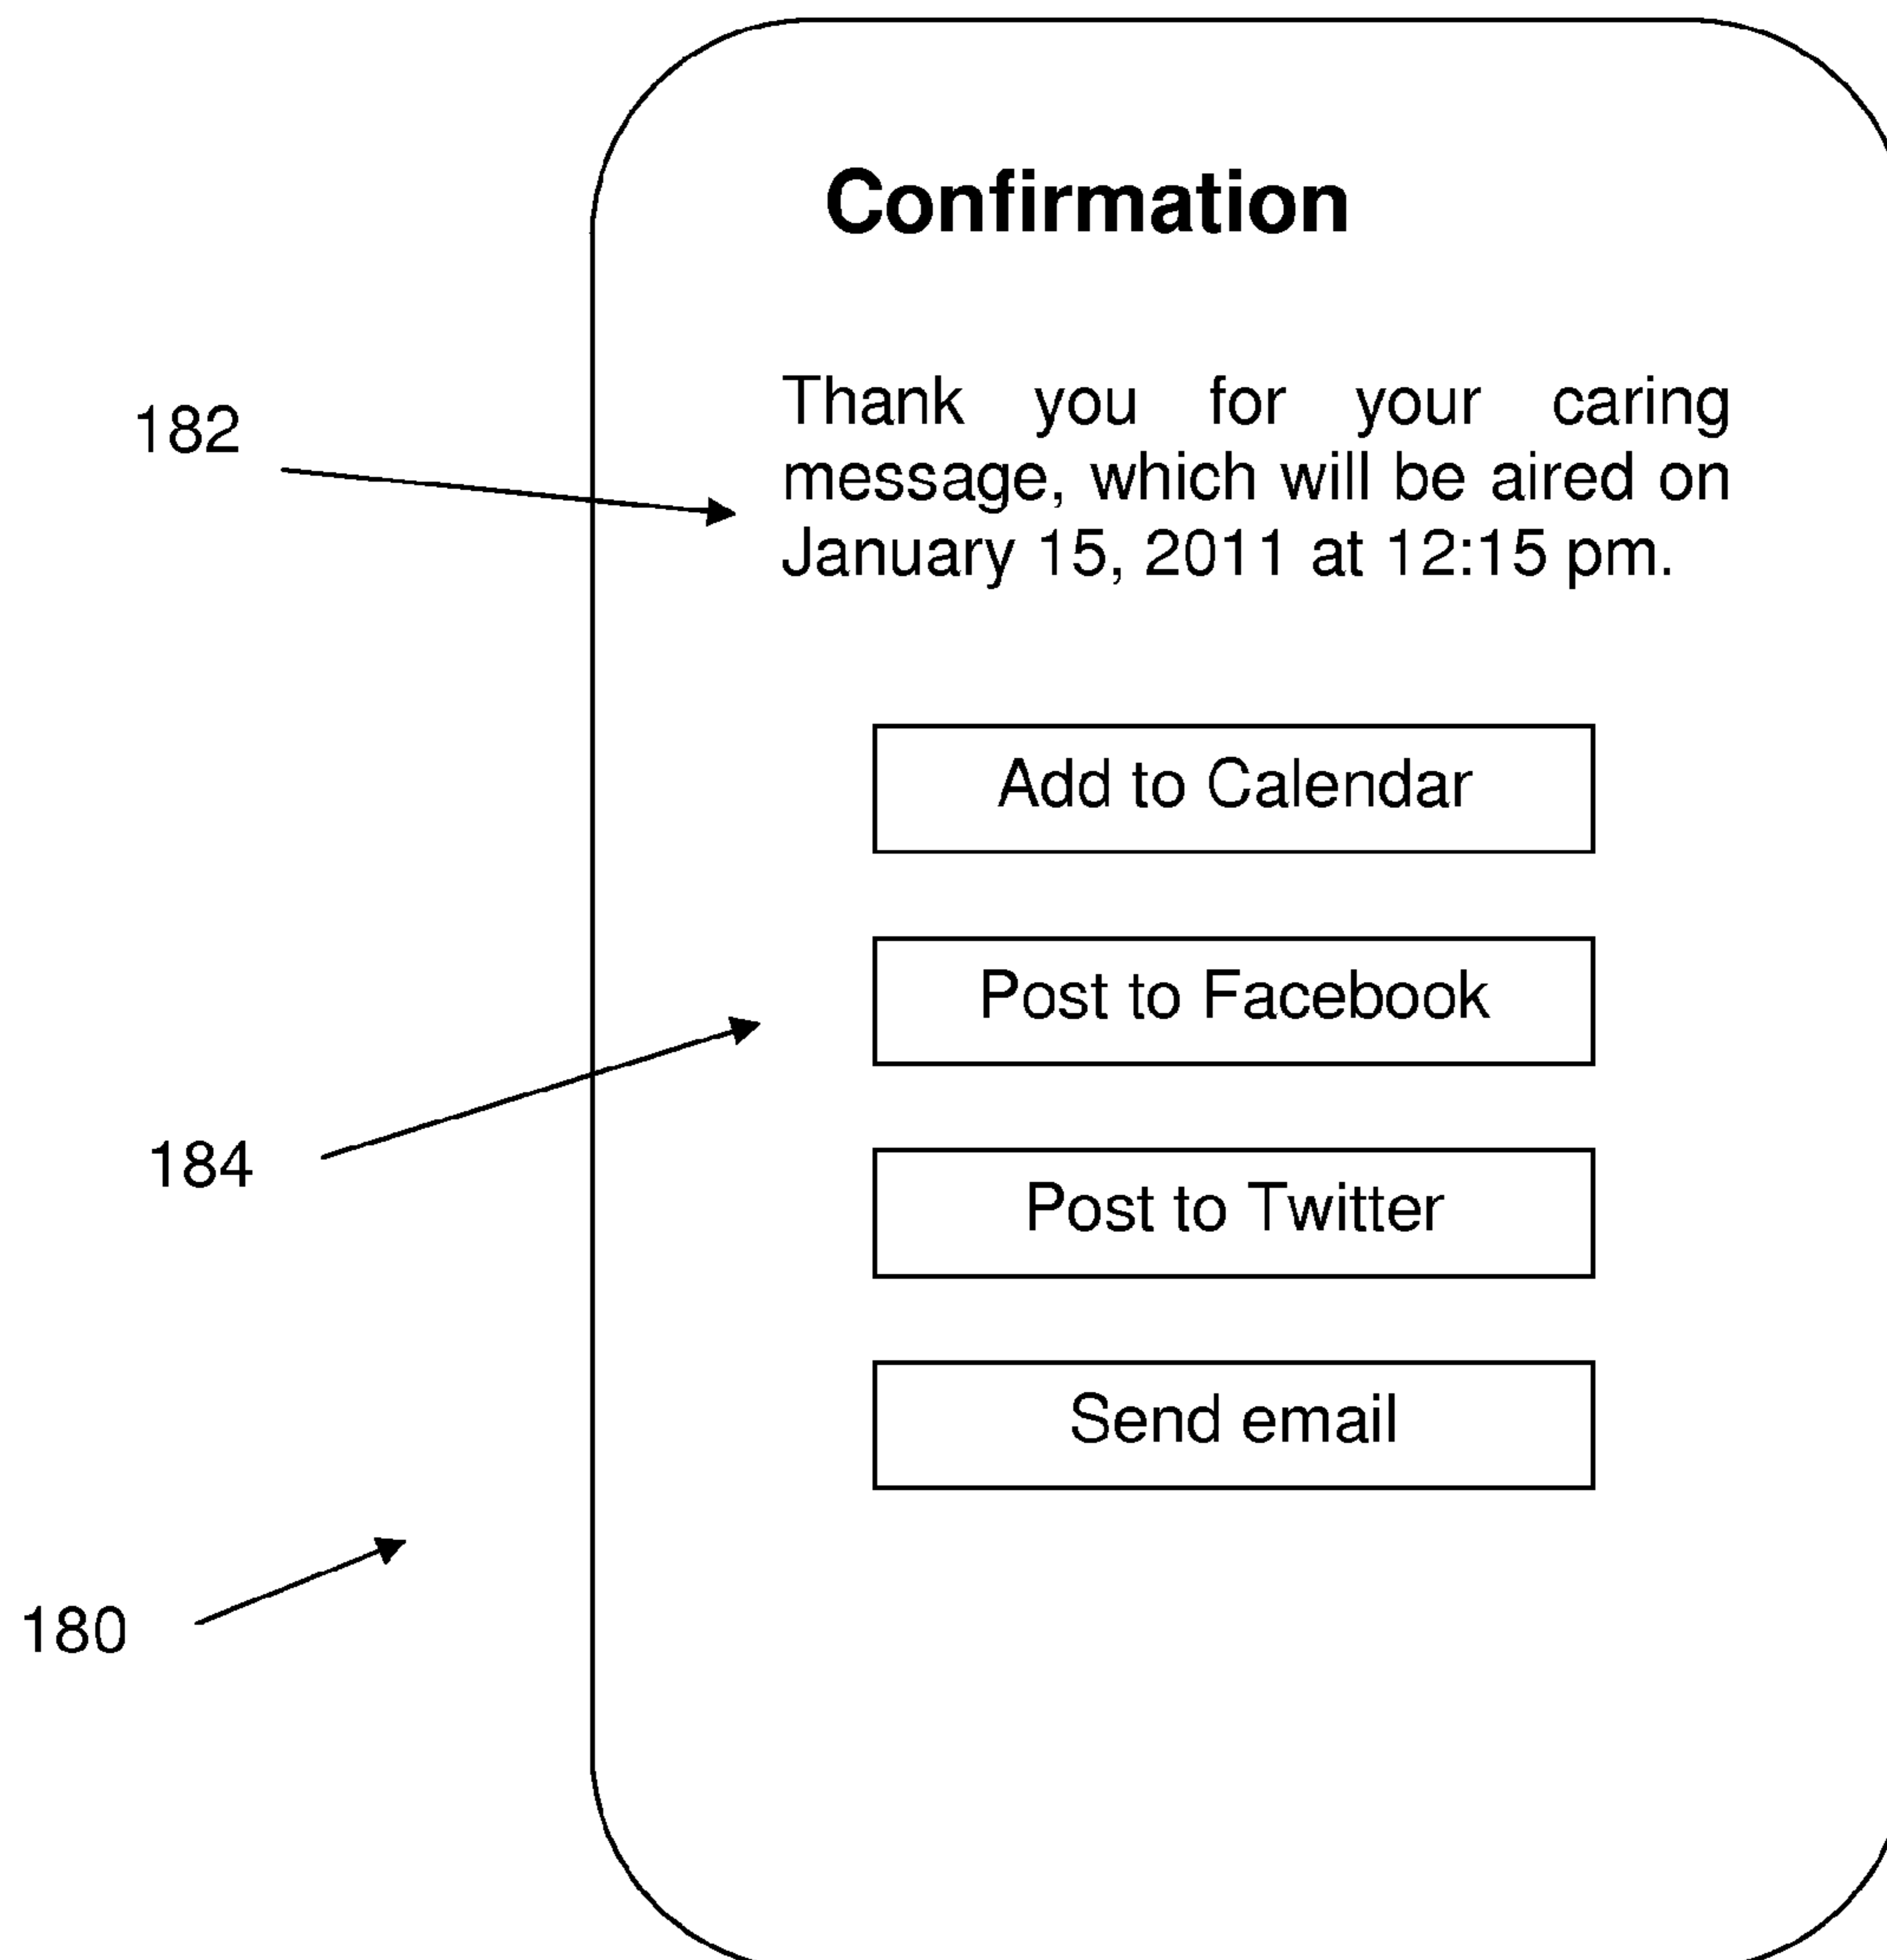 Confirmation
182
Thank you for your caring
message, which will be aired on
January 15, 2011 at 12:15 pm.
Add to Calendar
Post to Facebook
184
Post to Twitter
Send email
180